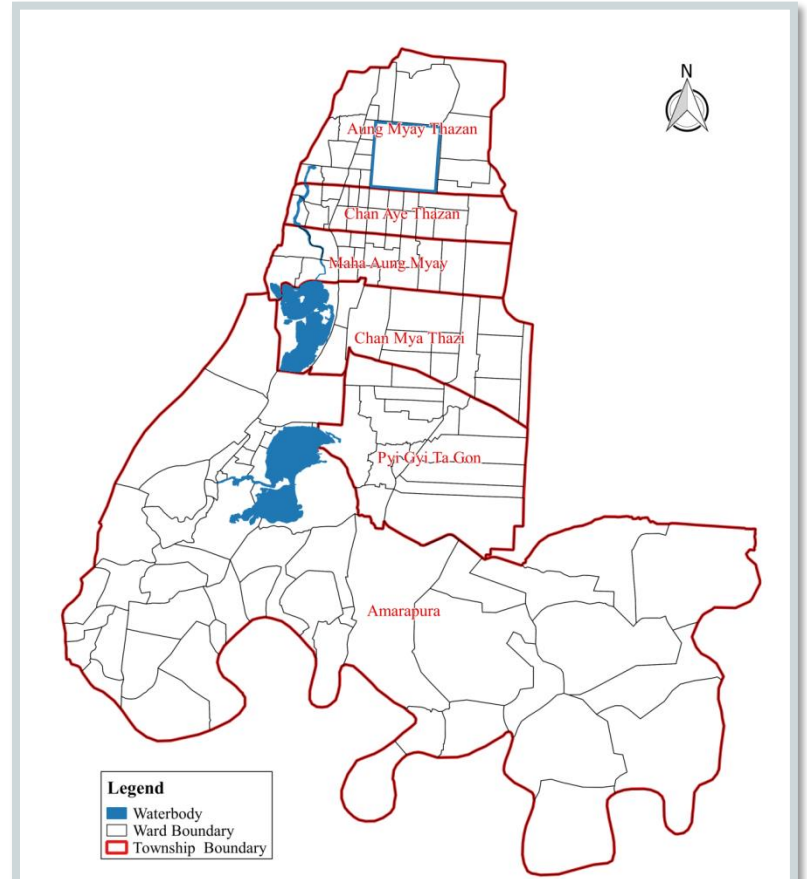 N
Aung Myay Thazan
Chan Aye Thazan
Maha Aung Myay
Chan Mya Thazi
Pyi Gyi Ta Gon
Amarapura
Legend
Waterbody
Ward Boundary
Township Boundary